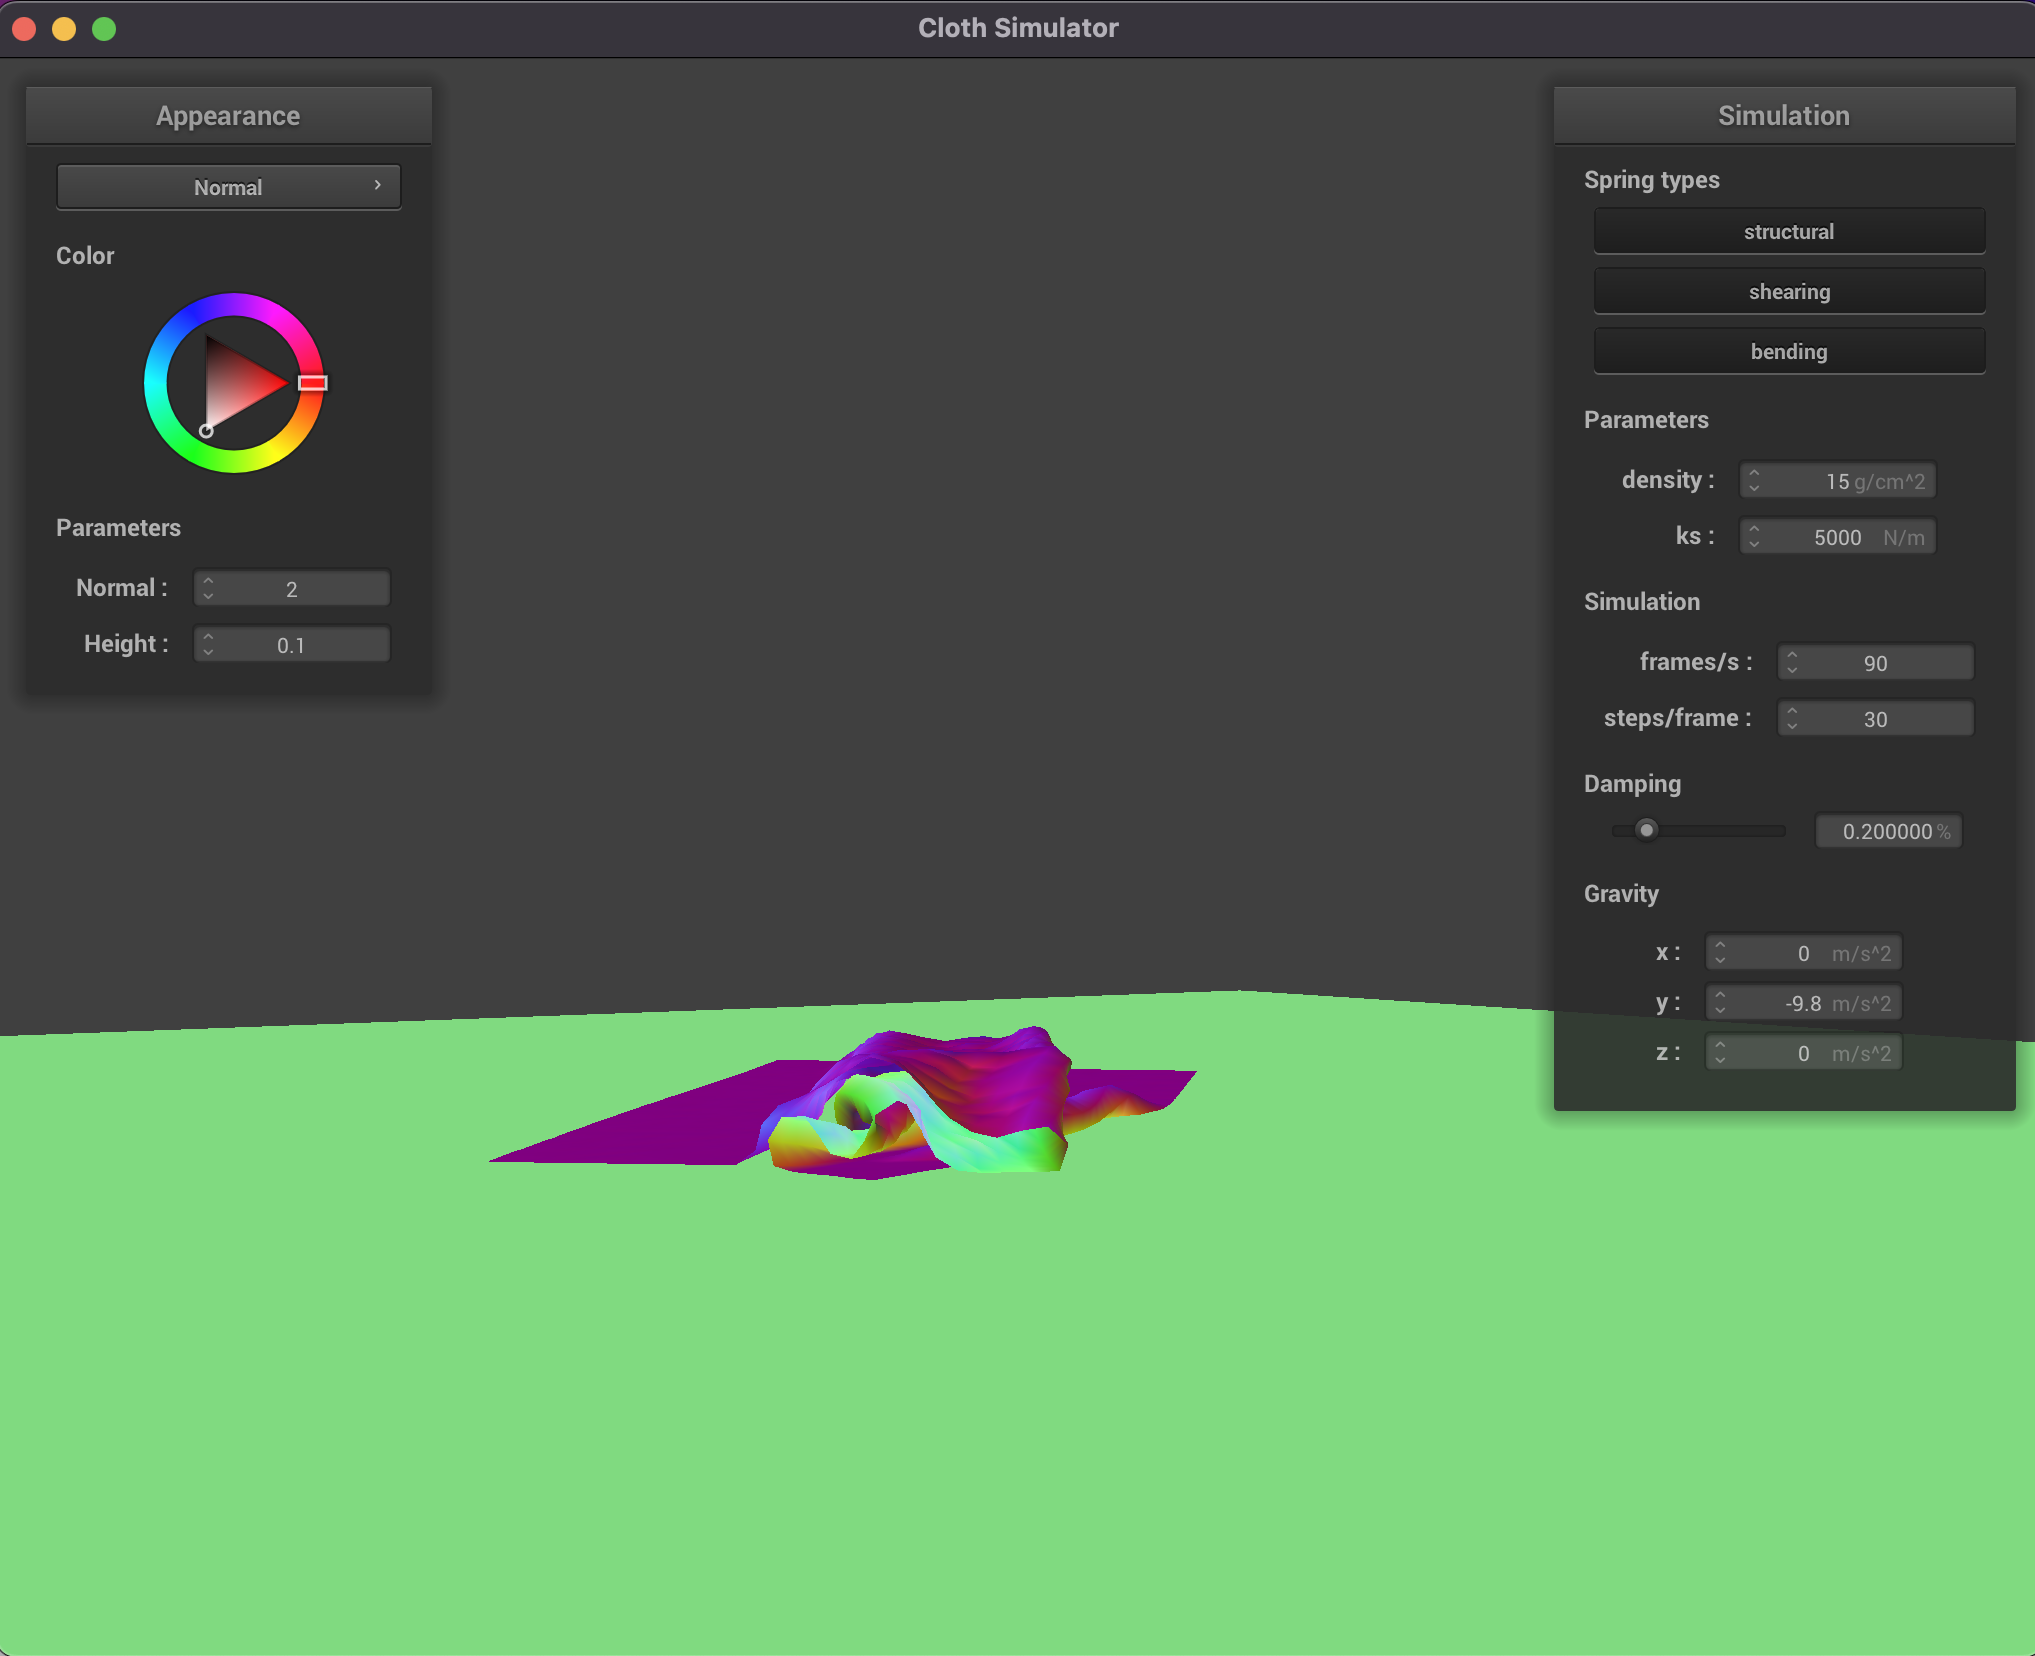 Cloth Simulator
Appearance
Normal
Color
Parameters
Normal :
2
Height :
0.1
Simulation
Spring types
structural
shearing
bending
Parameters
density :
15 g/cm^2
ks :
5000 N/m
Simulation
frames/s :
90
steps/frame :
30
Damping
0.200000 %
Gravity
x :
0 m/s^2
y :
-9.8 m/s^2
z :
0 m/s^2